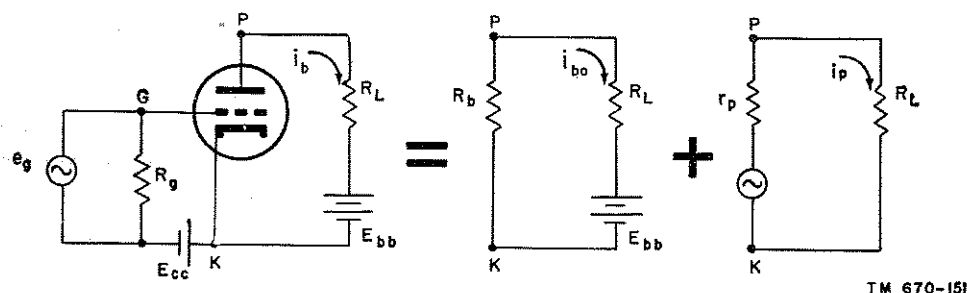 P
i_b
R_L
G
e_g
R_g
E_cc
K
E_bb
=
P
i_bo
R_b
R_L
E_bb
K
+
P
i_p
r_p
R_L
K
TM 670-151